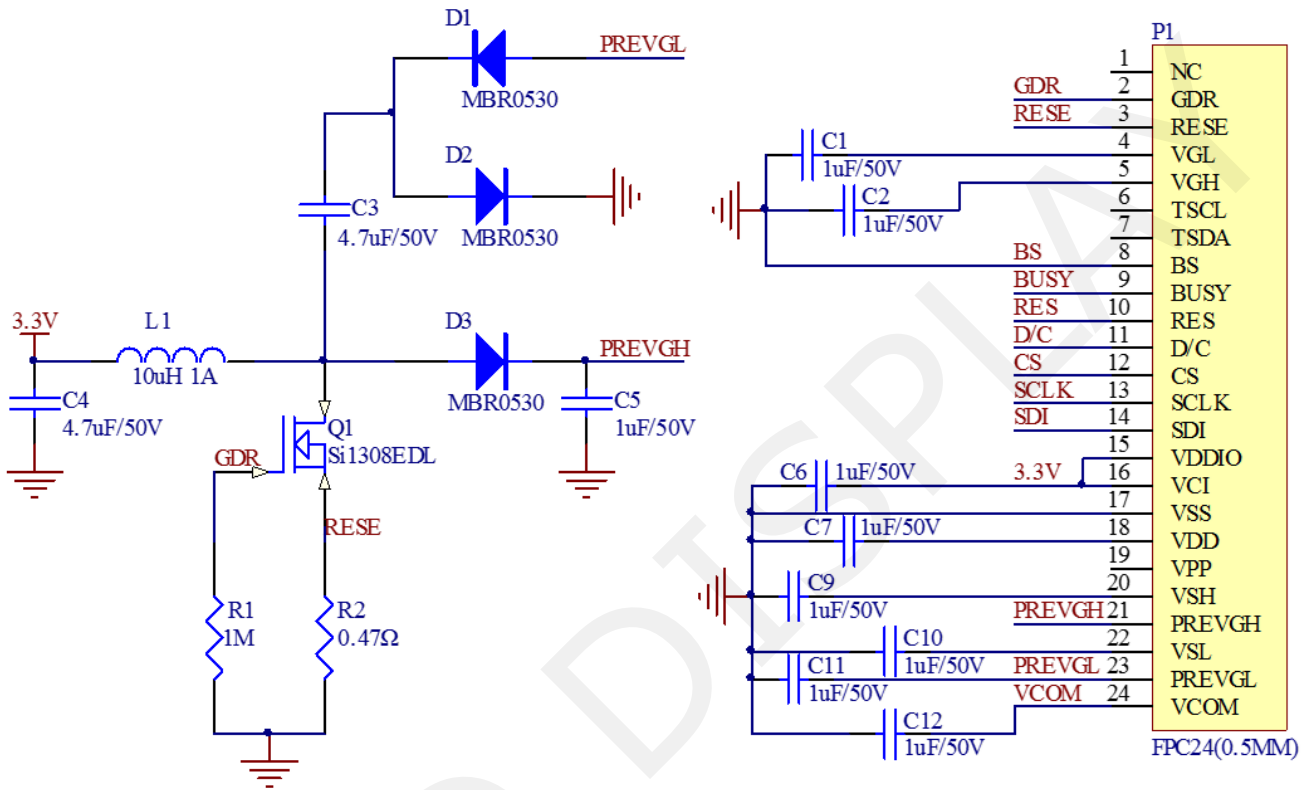 D1
PREVGL
MBR0530
D2
MBR0530
C3
4.7uF/50V
3.3V
L1
10uH 1A
D3
PREVGH
MBR0530
C4
4.7uF/50V
C5
1uF/50V
Q1
Si1308EDL
GDR
RESE
R1
1M
R2
0.47Ω
P1
1 NC
GDR 2 GDR
RESE 3 RESE
C1
1uF/50V
4 VGL
C2
1uF/50V
5 VGH
6 TSCL
7 TSDA
BS 8 BS
BUSY 9 BUSY
RES 10 RES
D/C 11 D/C
CS 12 CS
SCLK 13 SCLK
SDI 14 SDI
15 VDDIO
C6 1uF/50V 3.3V 16 VCI
17 VSS
C7 1uF/50V 18 VDD
19 VPP
C9
1uF/50V
20 VSH
PREVGH 21 PREVGH
C10
1uF/50V
22 VSL
C11
1uF/50V
PREVGL 23 PREVGL
VCOM 24 VCOM
C12
1uF/50V
FPC24(0.5MM)
DISPLAY